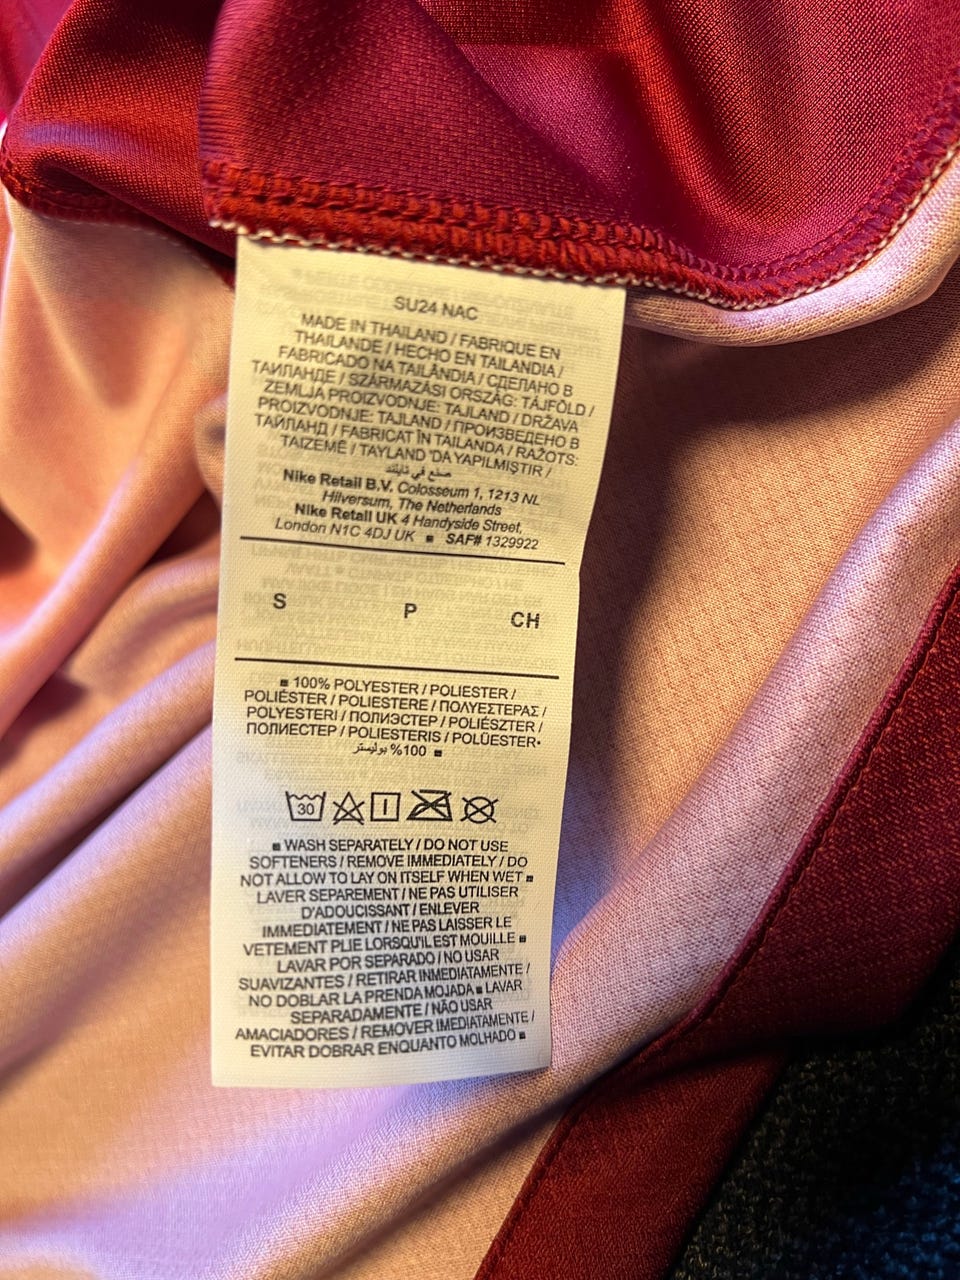 SU24 NAC
MADE IN THAILAND / FABRIQUE EN
THAILANDE / HECHO EN TAILANDIA /
FABRICADO NA TAILÂNDIA / СДЕЛАНО В
ТАИЛАНДЕ / SZÁRMAZÁSI ORSZÁG: TÁJFÖLD /
ZEMLJA PROIZVODNJE: TAJLAND / DRŽAVA
PROIZVODNJE: TAJLAND / ПРОИЗВЕДЕНО В
ТАЙЛАНД / FABRICAT ÎN TAILANDA / RAŽOTS:
TAIZEMĒ / TAYLAND 'DA YAPILMIŞTIR /
صنع في تايلند
Nike Retail B.V. Colosseum 1, 1213 NL
Hilversum, The Netherlands
Nike Retail UK 4 Handyside Street,
London N1C 4DJ UK ■ SAF# 1329922
S P CH
■ 100% POLYESTER / POLIESTER /
POLIÉSTER / POLIESTERE / ΠΟΛΥΕΣΤΕΡΑΣ /
POLYESTERI / ПОЛИЭСТЕР / POLIÉSZTER /
ПОЛИЕСТЕР / POLIESTERIS / POLÜESTER•
100% بوليستر ■
30
■ WASH SEPARATELY / DO NOT USE
SOFTENERS / REMOVE IMMEDIATELY / DO
NOT ALLOW TO LAY ON ITSELF WHEN WET ■
LAVER SEPAREMENT / NE PAS UTILISER
D'ADOUCISSANT / ENLEVER
IMMEDIATEMENT / NE PAS LAISSER LE
VETEMENT PLIE LORSQU'IL EST MOUILLE ■
LAVAR POR SEPARADO / NO USAR
SUAVIZANTES / RETIRAR INMEDIATAMENTE /
NO DOBLAR LA PRENDA MOJADA ■ LAVAR
SEPARADAMENTE / NÃO USAR
AMACIADORES / REMOVER IMEDIATAMENTE /
EVITAR DOBRAR ENQUANTO MOLHADO ■